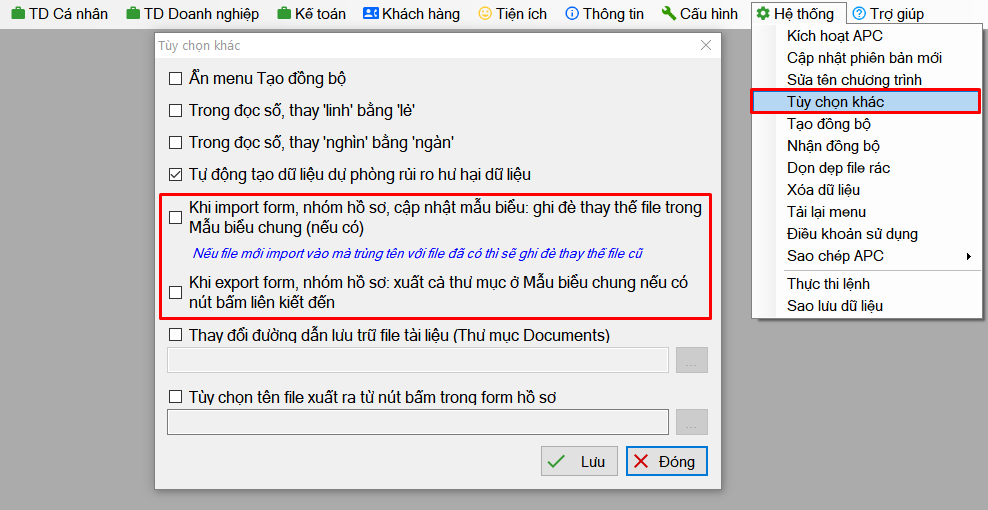 TD Cá nhân TD Doanh nghiệp Kế toán Khách hàng Tiện ích Thông tin Cấu hình Hệ thống Trợ giúp
Tùy chọn khác
Ẩn menu Tạo đồng bộ
Trong đọc số, thay 'linh' bằng 'lẻ'
Trong đọc số, thay 'nghìn' bằng 'ngàn'
Tự động tạo dữ liệu dự phòng rủi ro hư hại dữ liệu
Khi import form, nhóm hồ sơ, cập nhật mẫu biểu: ghi đè thay thế file trong
Mẫu biểu chung (nếu có)
Nếu file mới import vào mà trùng tên với file đã có thì sẽ ghi đè thay thế file cũ
Khi export form, nhóm hồ sơ: xuất cả thư mục ở Mẫu biểu chung nếu có
nút bấm liên kiết đến
Thay đổi đường dẫn lưu trữ file tài liệu (Thư mục Documents)
...
Tùy chọn tên file xuất ra từ nút bấm trong form hồ sơ
...
Lưu Đóng
Kích hoạt APC
Cập nhật phiên bản mới
Sửa tên chương trình
Tùy chọn khác
Tạo đồng bộ
Nhận đồng bộ
Dọn dẹp file rác
Xóa dữ liệu
Tải lại menu
Điều khoản sử dụng
Sao chép APC
Thực thi lệnh
Sao lưu dữ liệu